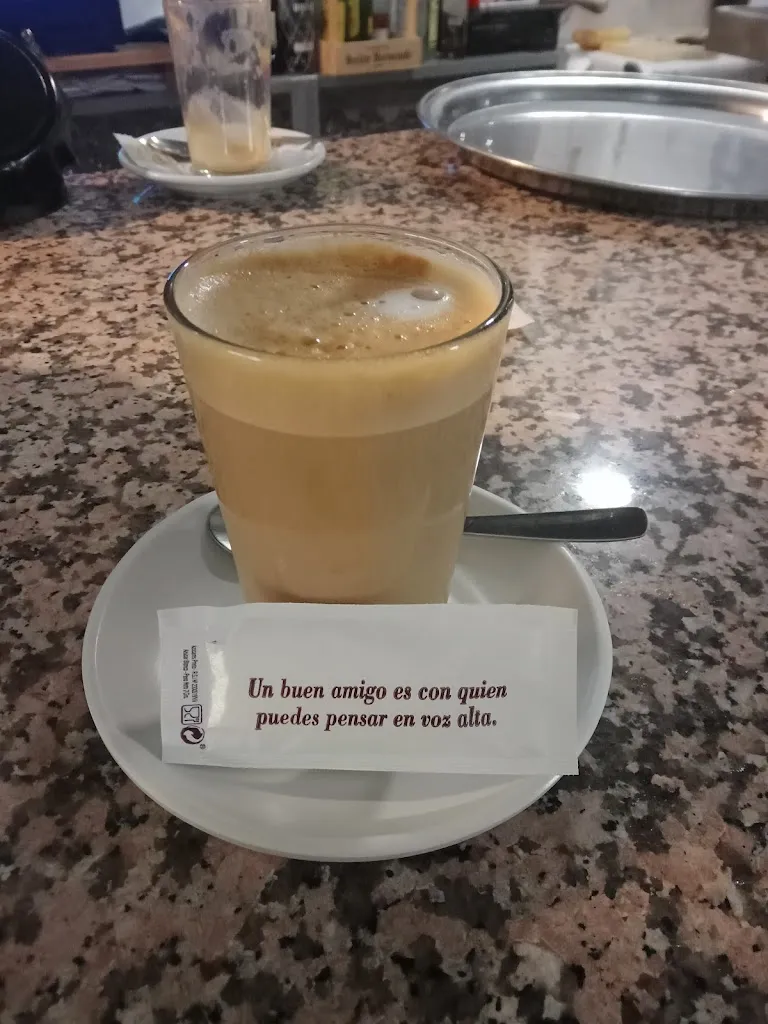 Un buen amigo es con quien
puedes pensar en voz alta.